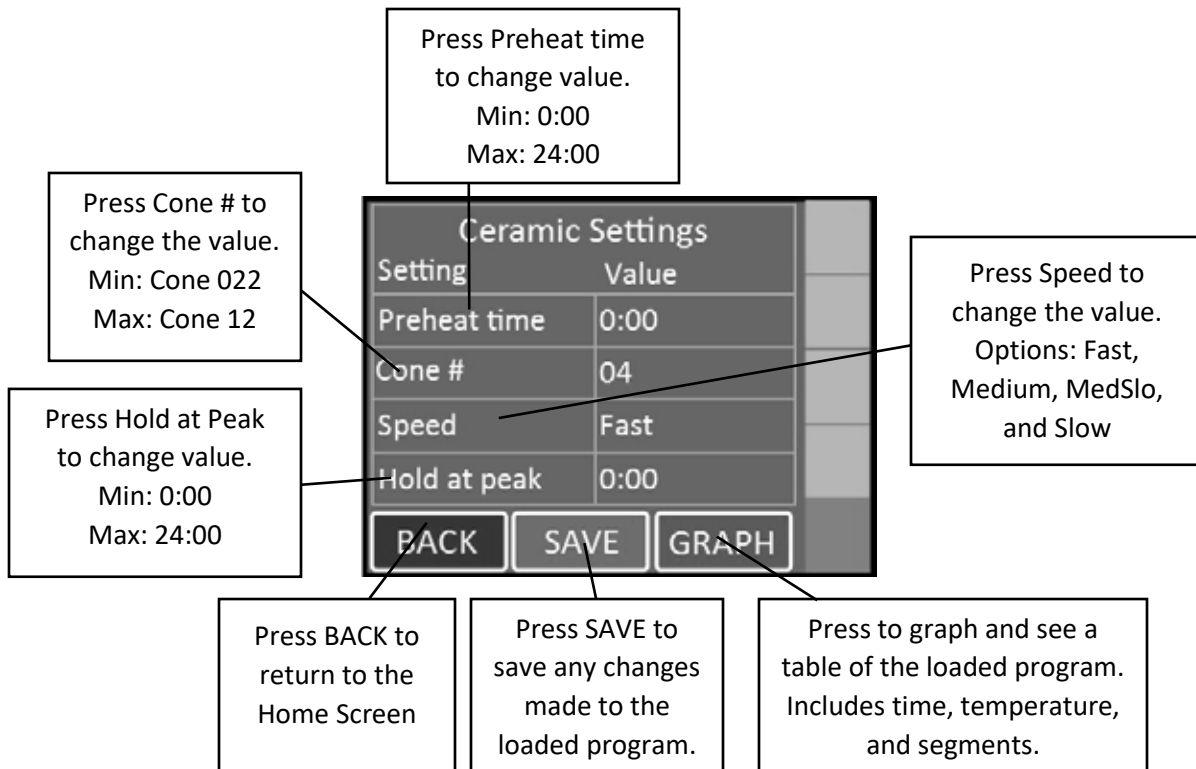 Press Preheat time
to change value.
Min: 0:00
Max: 24:00
Press Cone # to
change the value.
Min: Cone 022
Max: Cone 12
Press Hold at Peak
to change value.
Min: 0:00
Max: 24:00
Ceramic Settings
Setting Value
Preheat time 0:00
Cone # 04
Speed Fast
Hold at peak 0:00
BACK SAVE GRAPH
Press Speed to
change the value.
Options: Fast,
Medium, MedSlo,
and Slow
Press BACK to
return to the
Home Screen
Press SAVE to
save any changes
made to the
loaded program.
Press to graph and see a
table of the loaded program.
Includes time, temperature,
and segments.